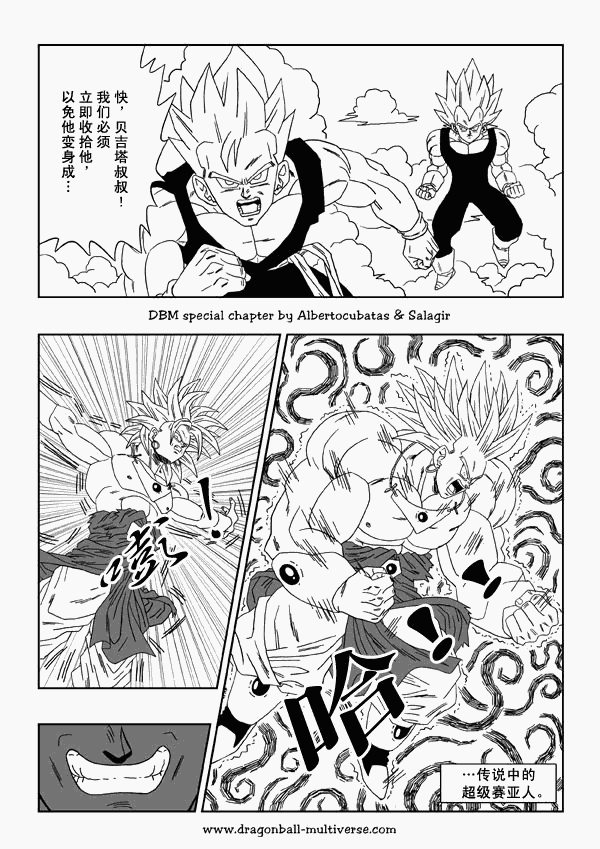 快，贝吉塔叔叔！
我们必须
立即收拾他，
以免他变身成…
DBM special chapter by Albertocubatas & Salagir
嘭！
哈！！
…传说中的
超级赛亚人。
www.dragonball-multiverse.com